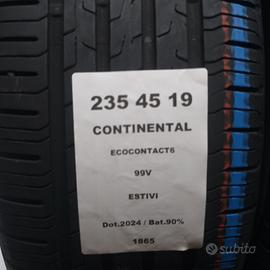 235 45 19
CONTINENTAL
ECOCONTACT6
99V
ESTIVI
Dot.2024 / Bat.90%
1865
subito